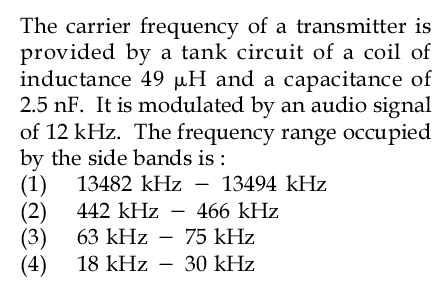 The carrier frequency of a transmitter is
provided by a tank circuit of a coil of
inductance 49 μH and a capacitance of
2.5 nF. It is modulated by an audio signal
of 12 kHz. The frequency range occupied
by the side bands is :
(1) 13482 kHz – 13494 kHz
(2) 442 kHz – 466 kHz
(3) 63 kHz – 75 kHz
(4) 18 kHz – 30 kHz